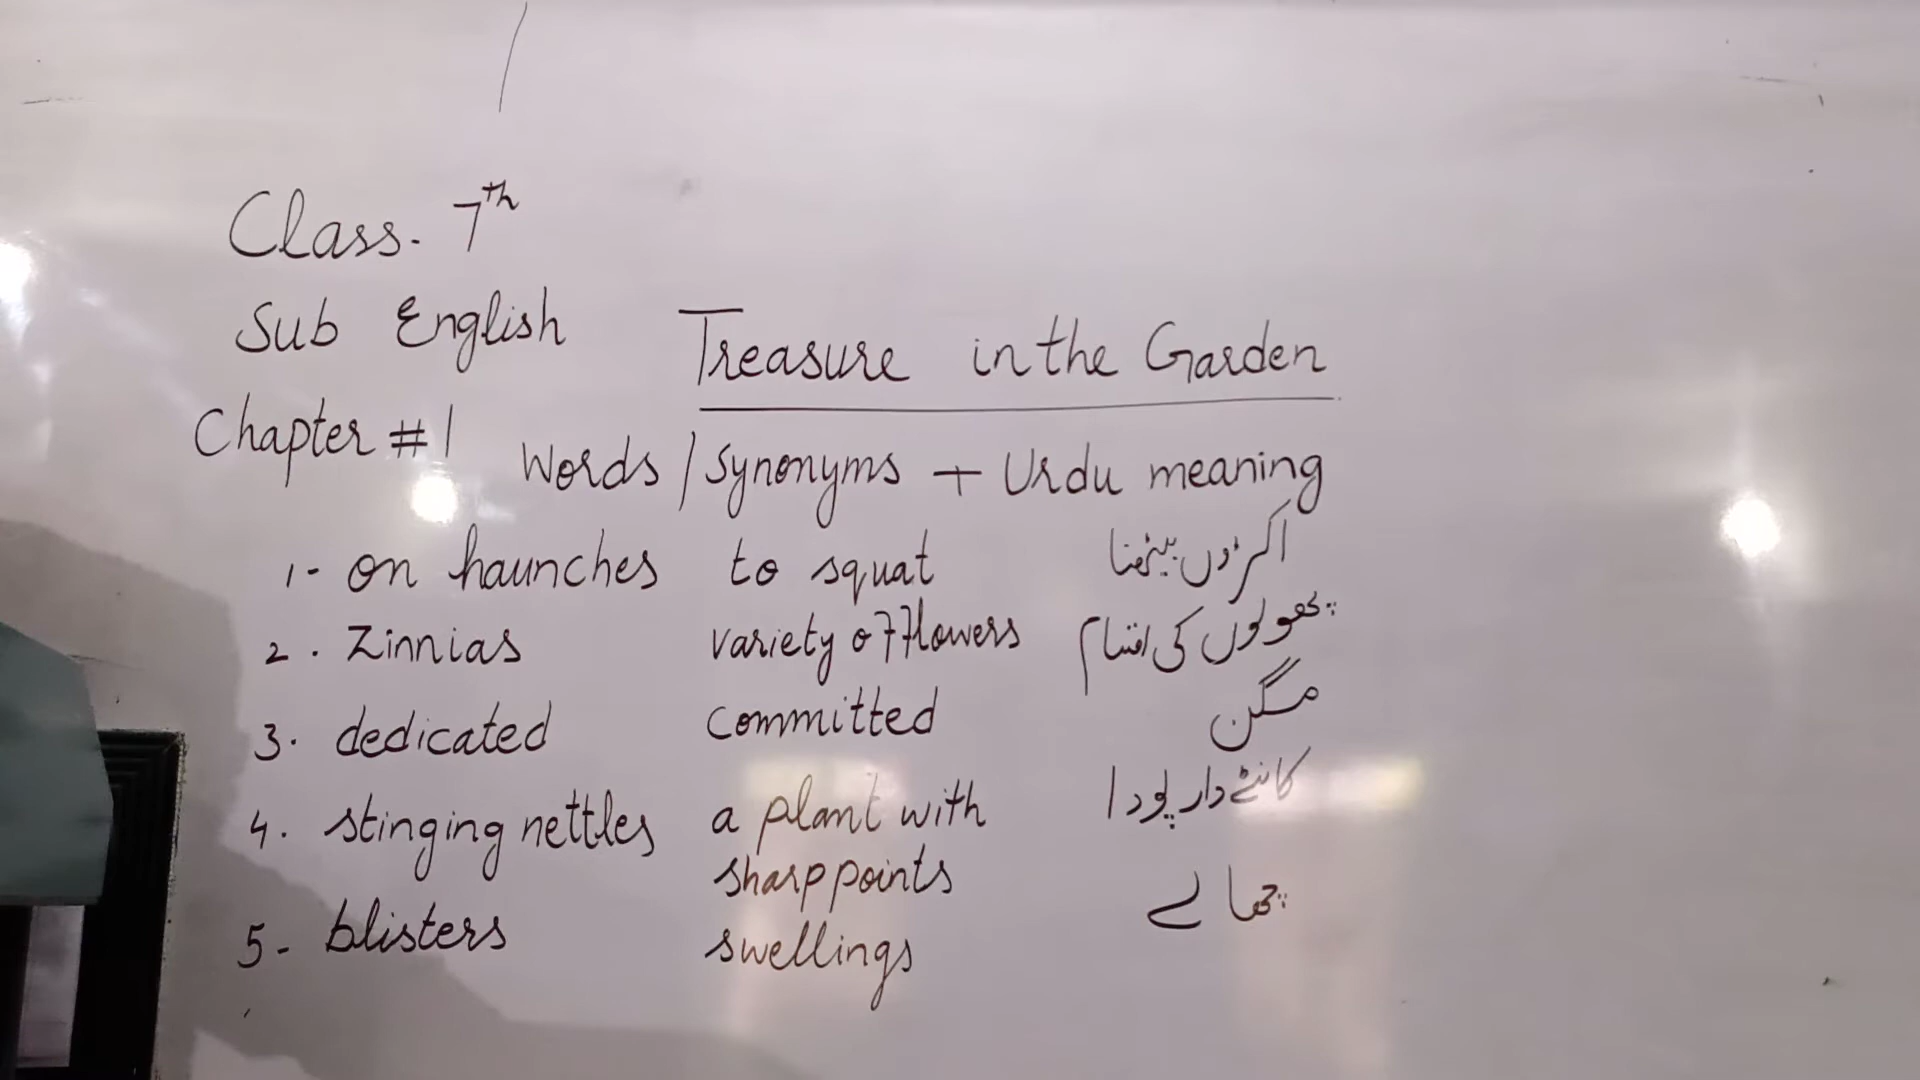 Class. 7th
Sub English
Treasure in the Garden
Chapter #1
Words / Synonyms + Urdu meaning
1- on haunches to squat اکڑوں بیٹھنا
2. Zinnias variety of flowers پھولوں کی اقسام
3. dedicated committed مگن
4. stinging nettles a plant with کانٹے دار پودا
sharp points
5- blisters swellings چھالے